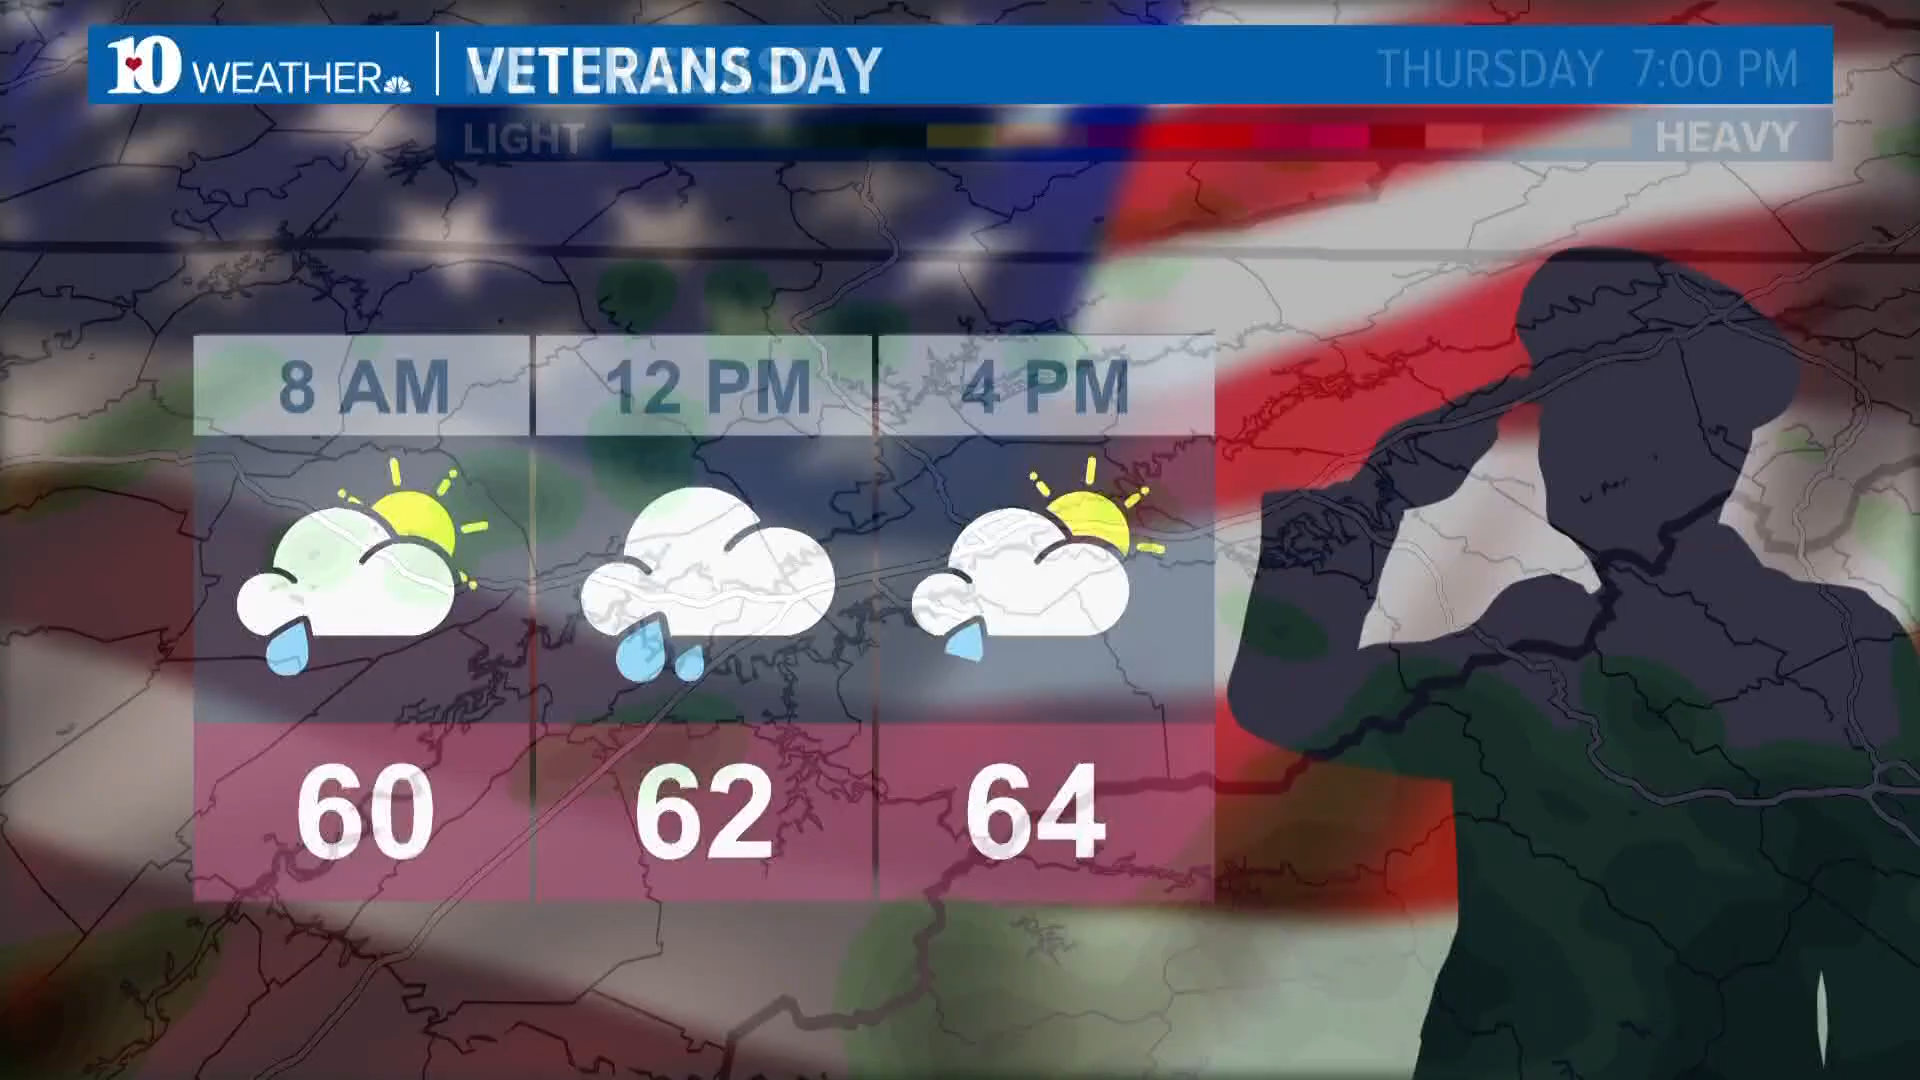 10 WEATHER VETERANS DAY THURSDAY 7:00 PM
LIGHT HEAVY
8 AM 12 PM 4 PM
60 62 64